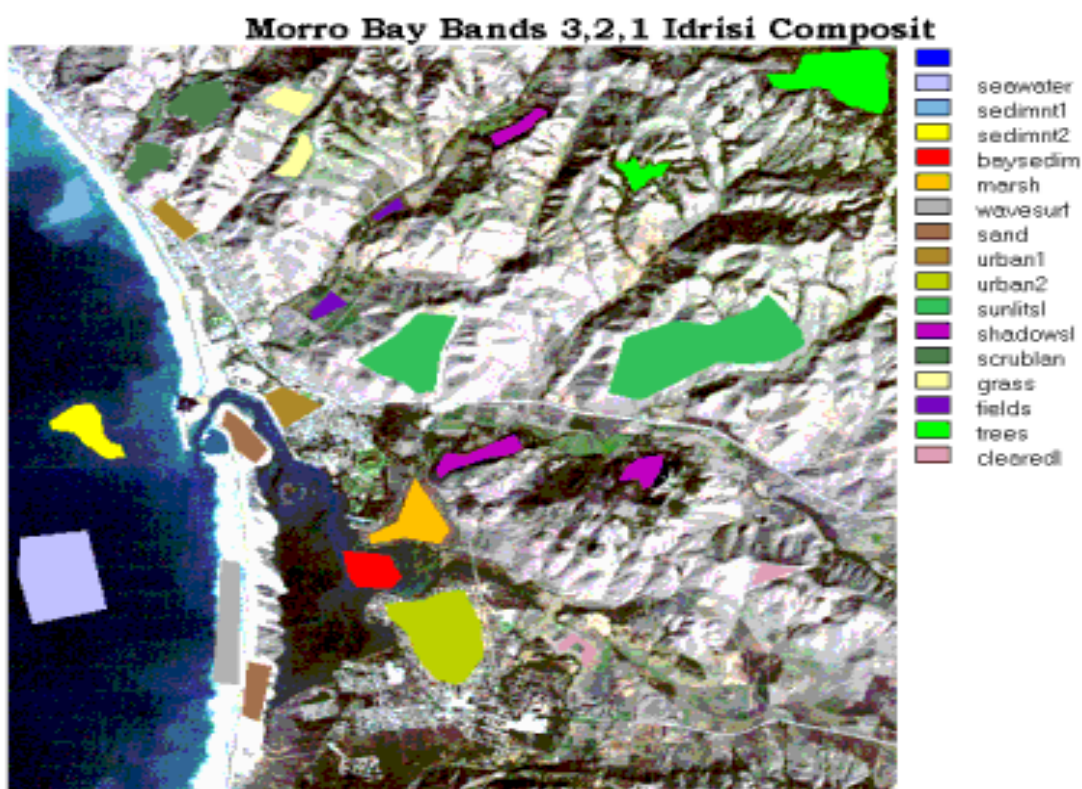 Morro Bay Bands 3,2,1 Idrisi Composit
seawater
sedimnt1
sedimnt2
baysedim
marsh
wavesurf
sand
urban1
urban2
sunlitsl
shadowsl
scrublan
grass
fields
trees
clearedl